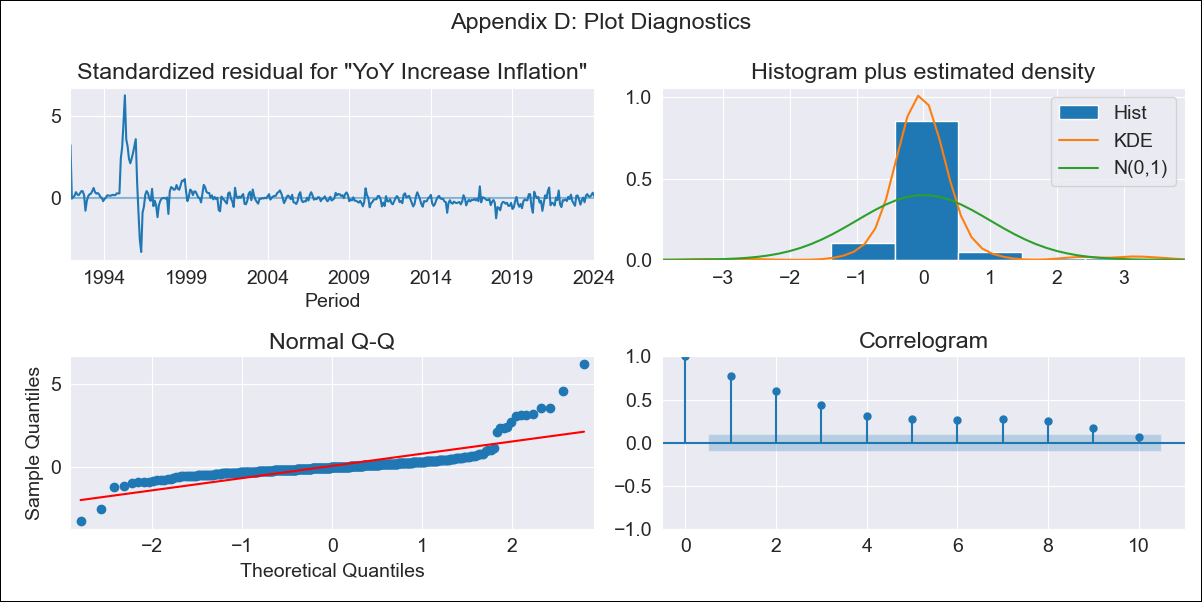 Appendix D: Plot Diagnostics
Standardized residual for "YoY Increase Inflation"
5
0
1994 1999 2004 2009 2014 2019 2024
Period
Histogram plus estimated density
1.0
0.5
0.0
Hist
KDE
N(0,1)
−3 −2 −1 0 1 2 3
Normal Q-Q
Sample Quantiles
5
0
−2 −1 0 1 2
Theoretical Quantiles
Correlogram
1.0
0.5
0.0
−0.5
−1.0
0 2 4 6 8 10